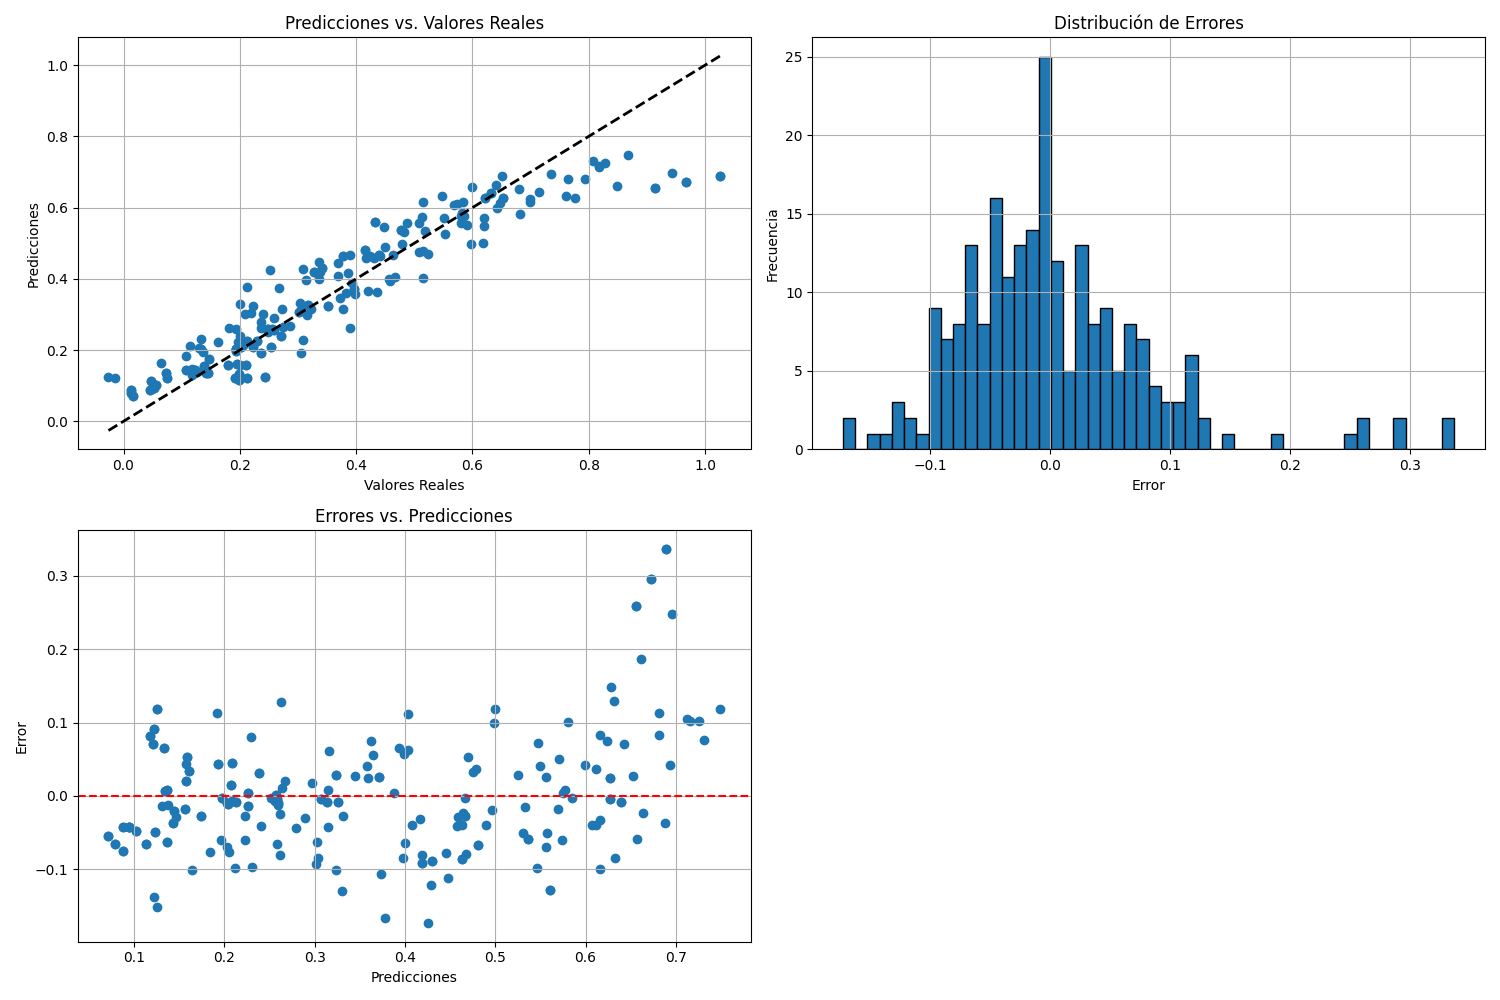 Predicciones vs. Valores Reales
Predicciones
1.0
0.8
0.6
0.4
0.2
0.0
0.0 0.2 0.4 0.6 0.8 1.0
Valores Reales
Distribución de Errores
Frecuencia
25
20
15
10
5
0
−0.1 0.0 0.1 0.2 0.3
Error
Errores vs. Predicciones
Error
0.3
0.2
0.1
0.0
−0.1
0.1 0.2 0.3 0.4 0.5 0.6 0.7
Predicciones